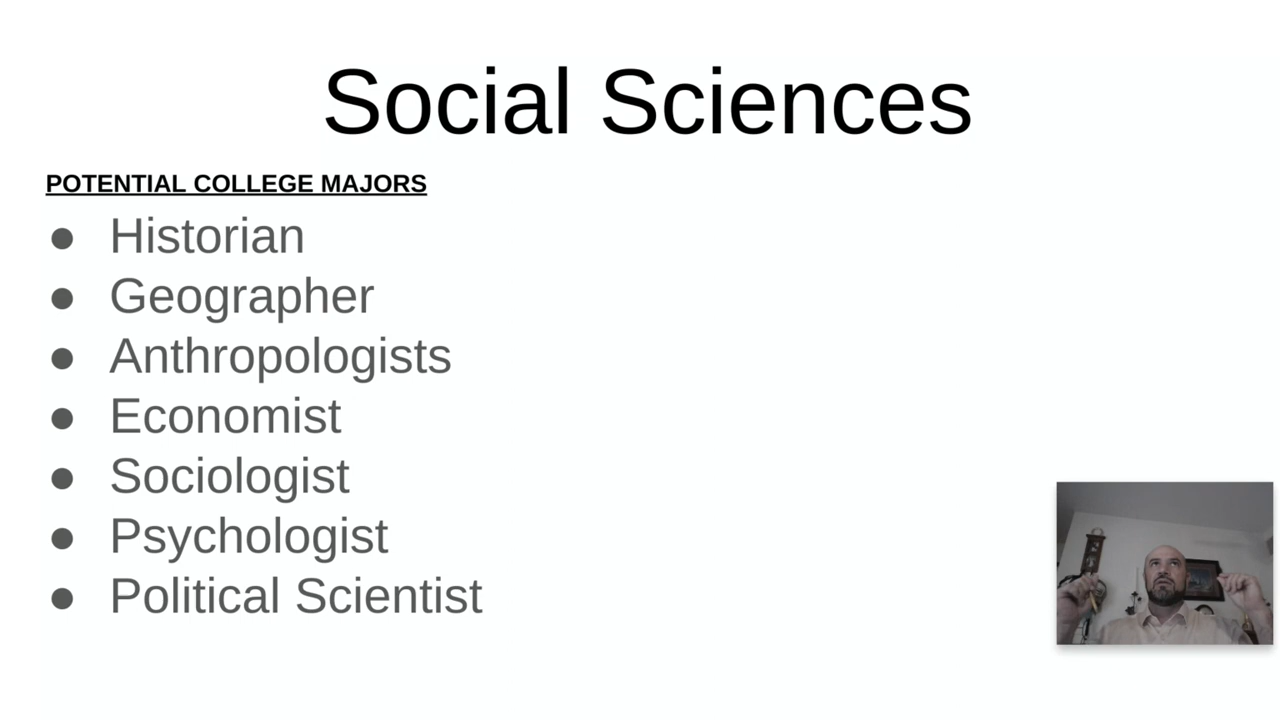 Social Sciences
POTENTIAL COLLEGE MAJORS
● Historian
● Geographer
● Anthropologists
● Economist
● Sociologist
● Psychologist
● Political Scientist